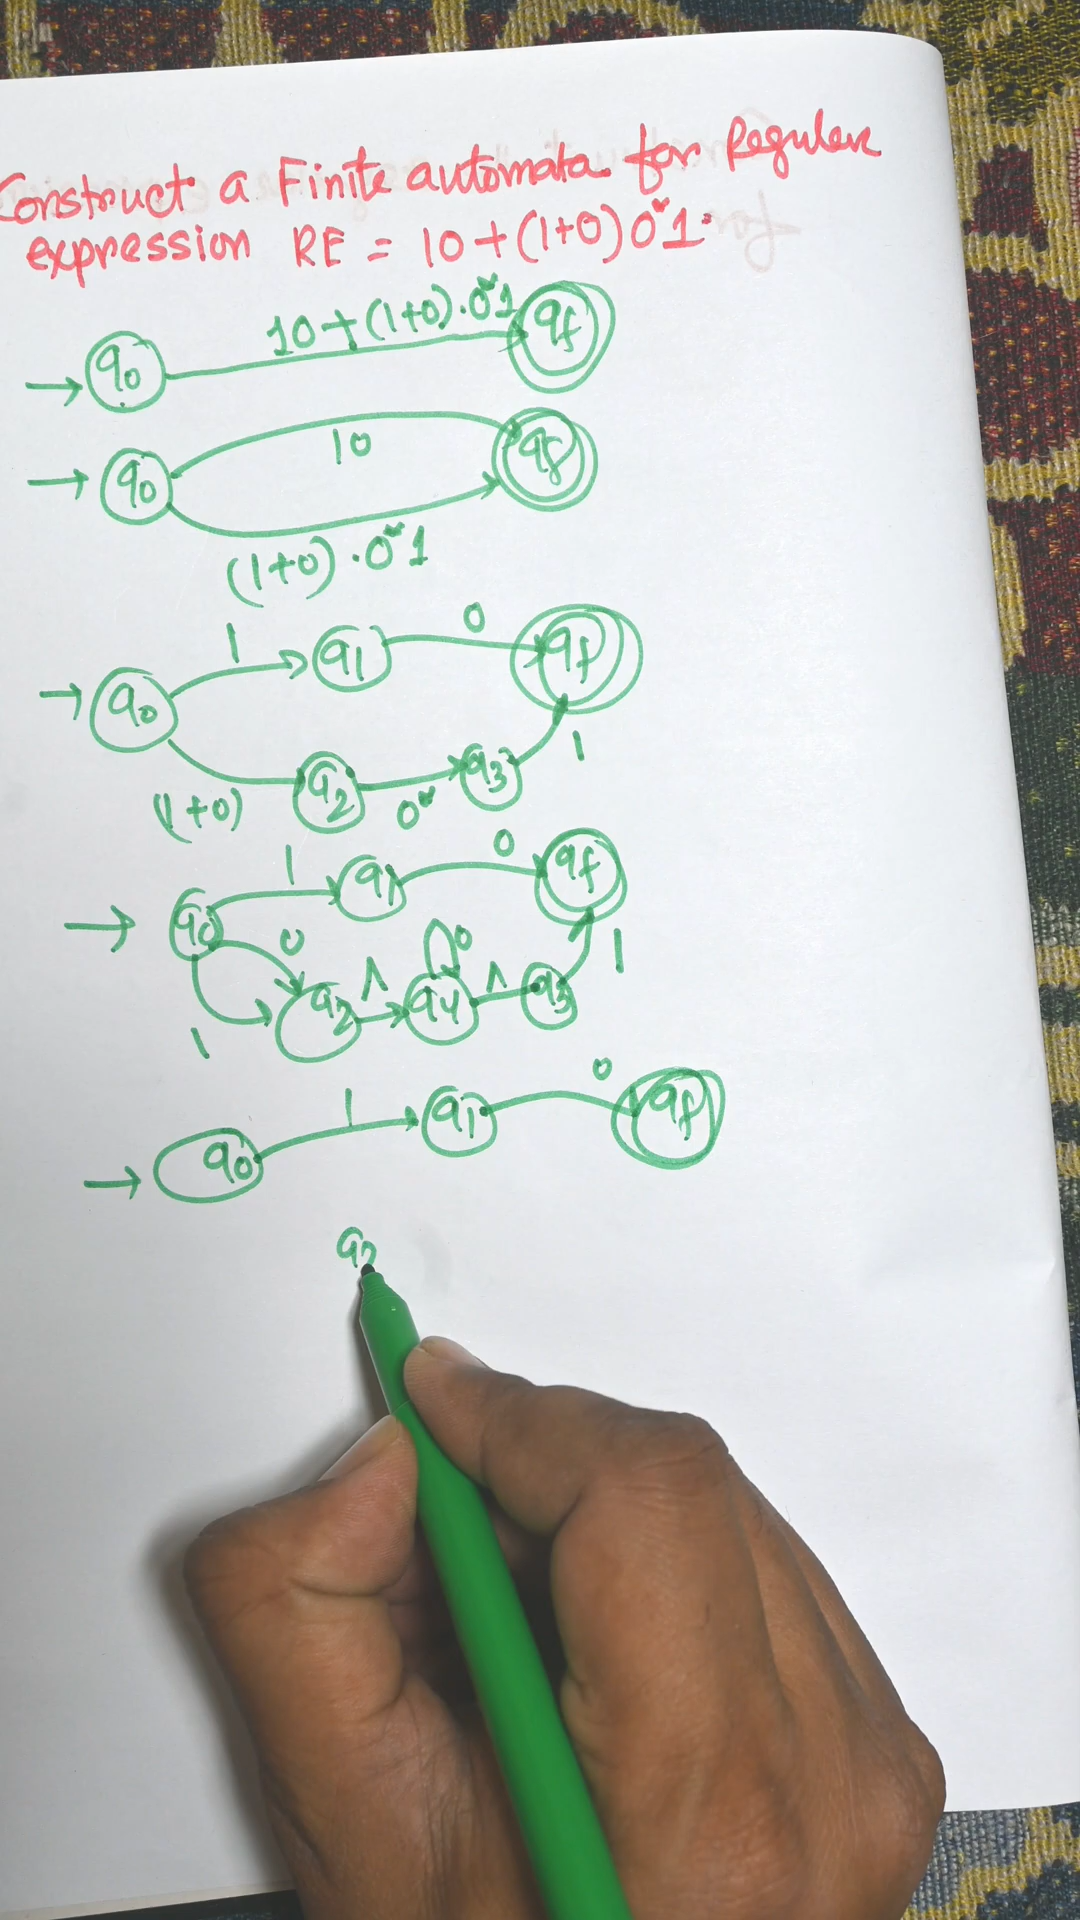 Construct a Finite automata for Regular
expression RE = 10+(1+0)0*1.
10+(1+0).0*1
→ q0 qf
10
→ q0 qf
(1+0).0*1
1 0
q1 qf
→ q0
q2 q3 1
(1+0) 0*
1 0
q1 qf
→ q0 0 0 1
q2 ∧ q4 ∧ q3
1
1 0
q1 qf
→ q0
q2